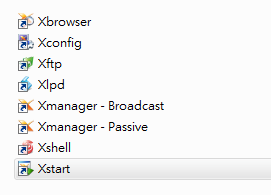 Xbrowser
Xconfig
Xftp
Xlpd
Xmanager - Broadcast
Xmanager - Passive
Xshell
Xstart